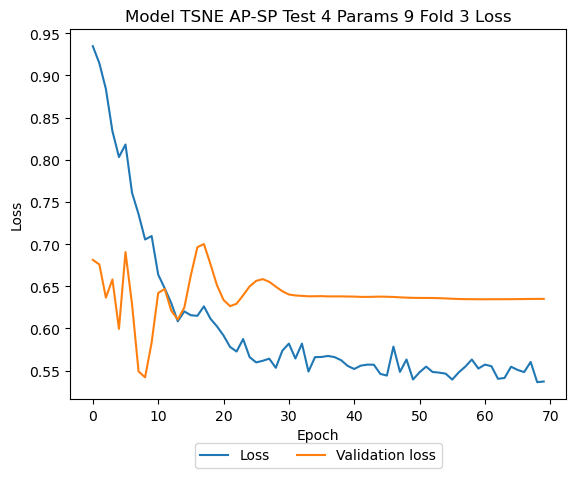 Model TSNE AP-SP Test 4 Params 9 Fold 3 Loss
0.95
0.90
0.85
0.80
0.75
0.70
0.65
0.60
0.55
Loss
0 10 20 30 40 50 60 70
Epoch
Loss Validation loss